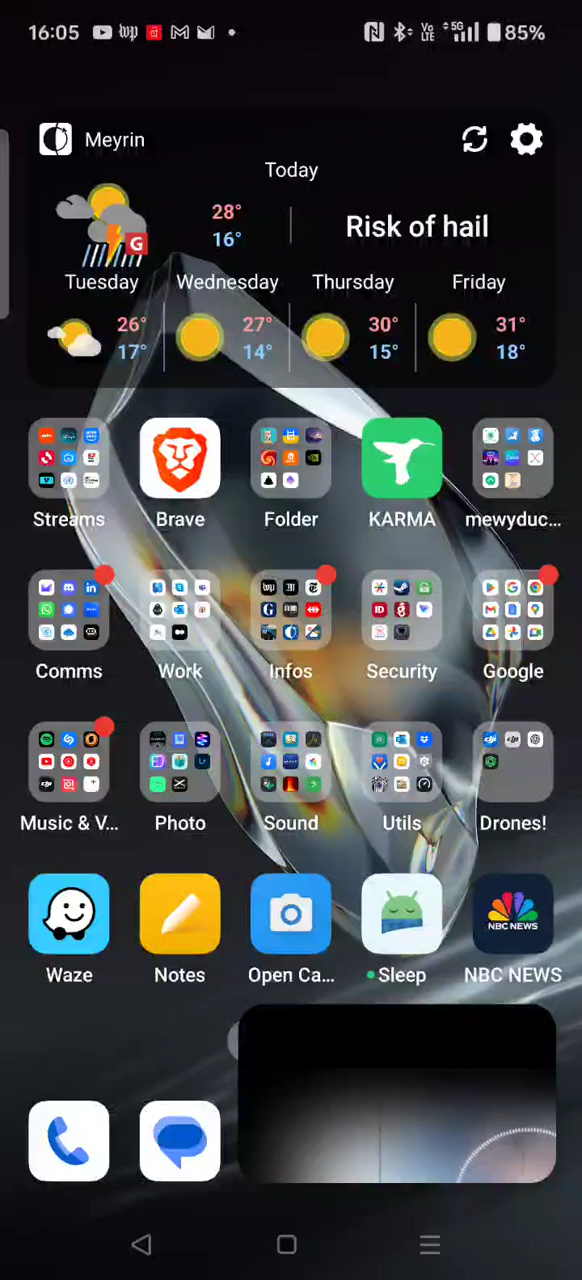 16:05 85%
Meyrin
Today
28°
16°
Risk of hail
Tuesday Wednesday Thursday Friday
26° 27° 30° 31°
17° 14° 15° 18°
Streams Brave Folder KARMA mewyduc...
Comms Work Infos Security Google
Music & V... Photo Sound Utils Drones!
NBC NEWS
Waze Notes Open Ca... Sleep NBC NEWS